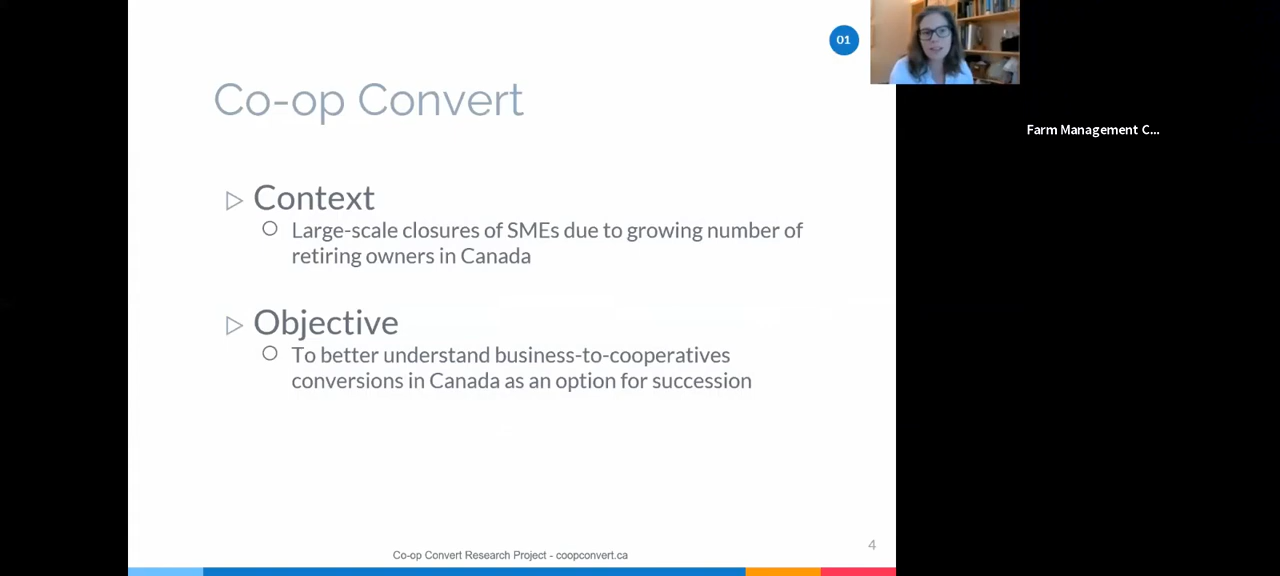 01
Co-op Convert
Farm Management C...
Context
Large-scale closures of SMEs due to growing number of
retiring owners in Canada
Objective
To better understand business-to-cooperatives
conversions in Canada as an option for succession
4
Co-op Convert Research Project - coopconvert.ca